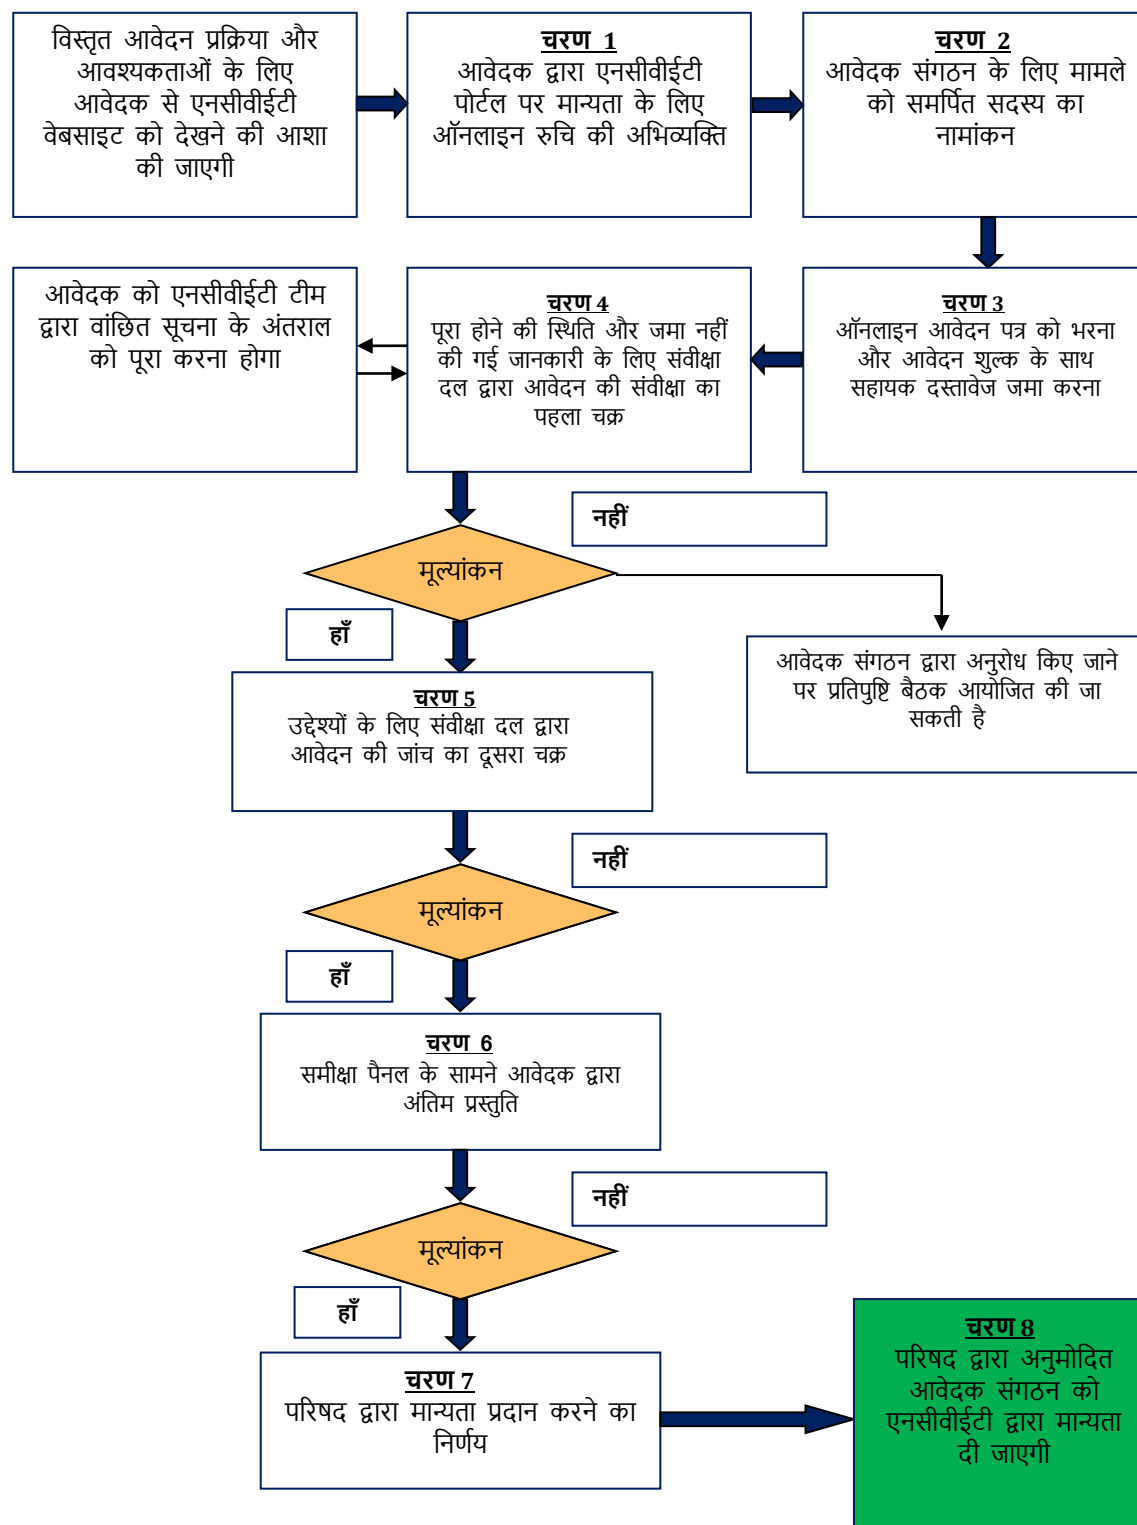 विस्तृत आवेदन प्रक्रिया और
आवश्यकताओं के लिए
आवेदक से एनसीवीईटी
वेबसाइट को देखने की आशा
की जाएगी
चरण 1
आवेदक द्वारा एनसीवीईटी
पोर्टल पर मान्यता के लिए
ऑनलाइन रुचि की अभिव्यक्ति
चरण 2
आवेदक संगठन के लिए मामले
को समर्पित सदस्य का
नामांकन
आवेदक को एनसीवीईटी टीम
द्वारा वांछित सूचना के अंतराल
को पूरा करना होगा
चरण 4
पूरा होने की स्थिति और जमा नहीं
की गई जानकारी के लिए संवीक्षा
दल द्वारा आवेदन की संवीक्षा का
पहला चक्र
चरण 3
ऑनलाइन आवेदन पत्र को भरना
और आवेदन शुल्क के साथ
सहायक दस्तावेज जमा करना
नहीं
मूल्यांकन
हाँ
आवेदक संगठन द्वारा अनुरोध किए जाने
पर प्रतिपुष्टि बैठक आयोजित की जा
सकती है
चरण 5
उद्देश्यों के लिए संवीक्षा दल द्वारा
आवेदन की जांच का दूसरा चक्र
नहीं
मूल्यांकन
हाँ
चरण 6
समीक्षा पैनल के सामने आवेदक द्वारा
अंतिम प्रस्तुति
नहीं
मूल्यांकन
हाँ
चरण 7
परिषद द्वारा मान्यता प्रदान करने का
निर्णय
चरण 8
परिषद द्वारा अनुमोदित
आवेदक संगठन को
एनसीवीईटी द्वारा मान्यता
दी जाएगी